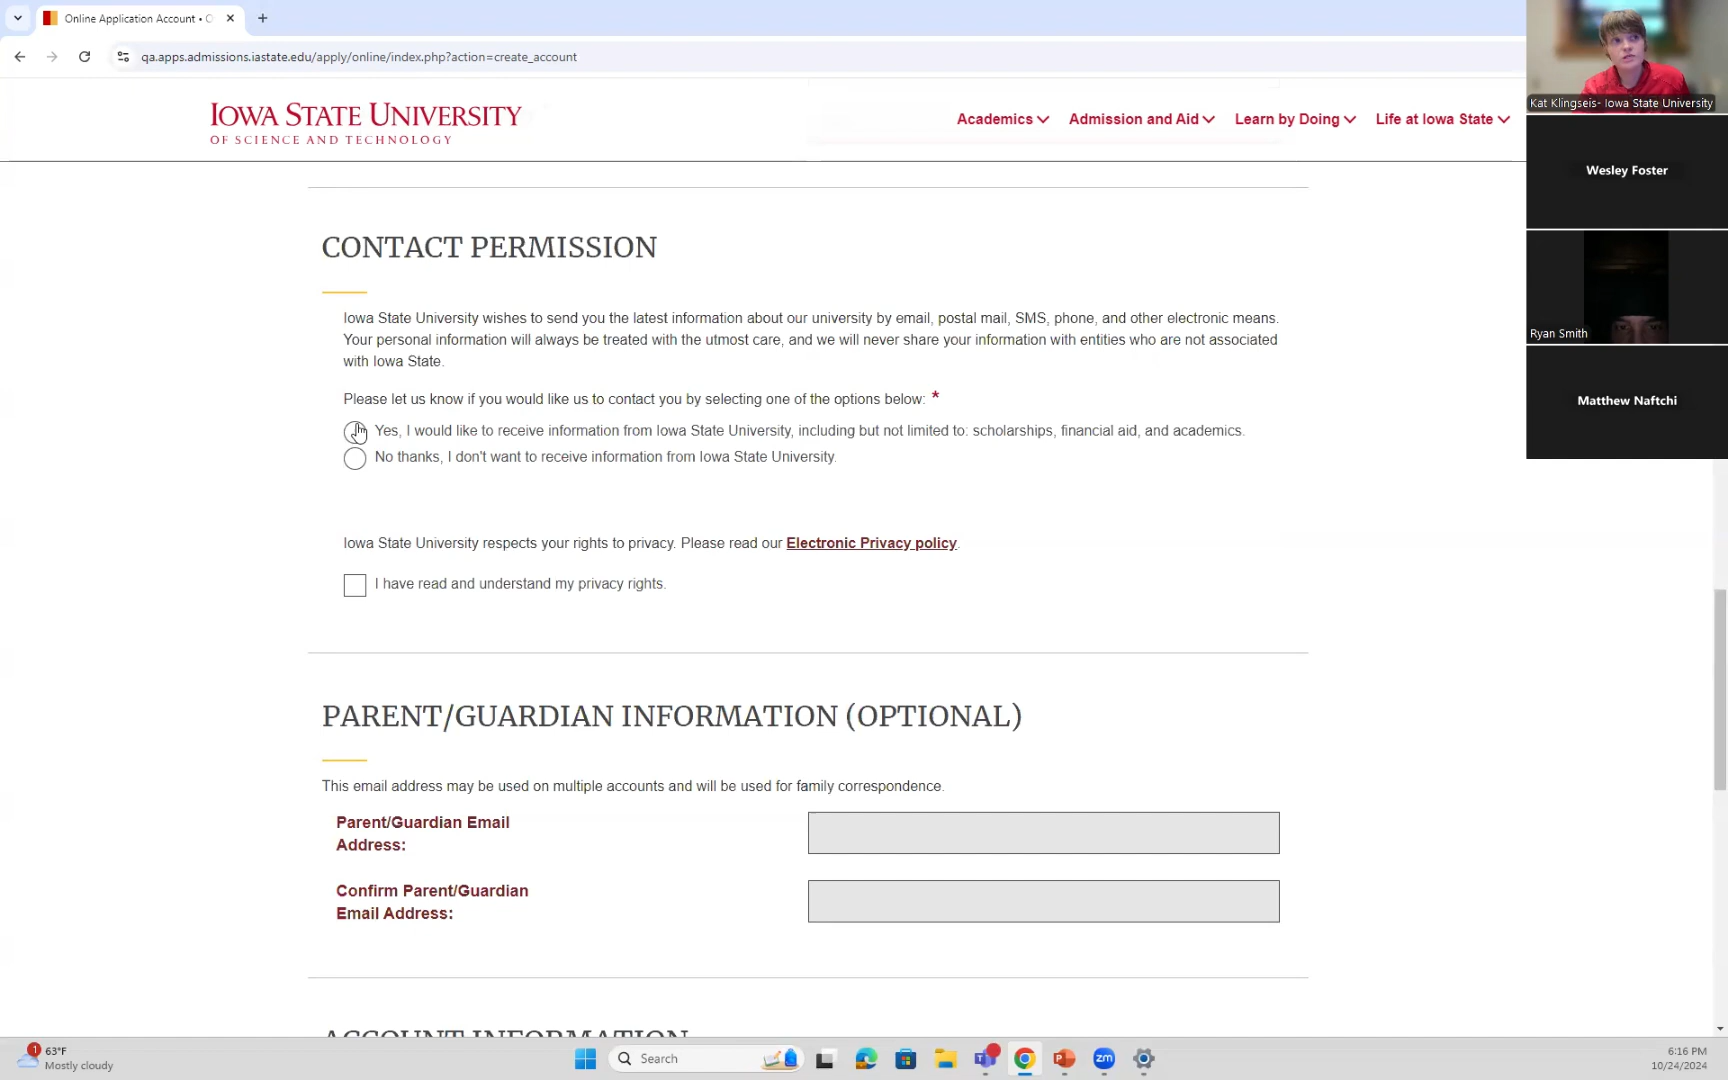 Online Application Account • O
qa.apps.admissions.iastate.edu/apply/online/index.php?action=create_account
IOWA STATE UNIVERSITY
OF SCIENCE AND TECHNOLOGY
Academics
Admission and Aid
Learn by Doing
Life at Iowa State
Kat Klingseis- Iowa State University
Wesley Foster
Ryan Smith
Matthew Naftchi
CONTACT PERMISSION
Iowa State University wishes to send you the latest information about our university by email, postal mail, SMS, phone, and other electronic means.
Your personal information will always be treated with the utmost care, and we will never share your information with entities who are not associated
with Iowa State.
Please let us know if you would like us to contact you by selecting one of the options below: *
Yes, I would like to receive information from Iowa State University, including but not limited to: scholarships, financial aid, and academics.
No thanks, I don't want to receive information from Iowa State University.
Iowa State University respects your rights to privacy. Please read our Electronic Privacy policy.
I have read and understand my privacy rights.
PARENT/GUARDIAN INFORMATION (OPTIONAL)
This email address may be used on multiple accounts and will be used for family correspondence.
Parent/Guardian Email
Address:
Confirm Parent/Guardian
Email Address:
ACCOUNT INFORMATION
1
63°F
Mostly cloudy
Search
zm
6:16 PM
10/24/2024